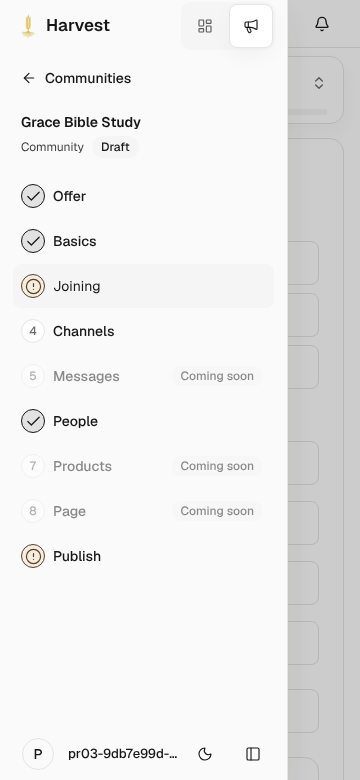 Harvest
Communities
Grace Bible Study
Community Draft
Offer
Basics
Joining
4 Channels
5 Messages Coming soon
People
7 Products Coming soon
8 Page Coming soon
Publish
P pr03-9db7e99d-...